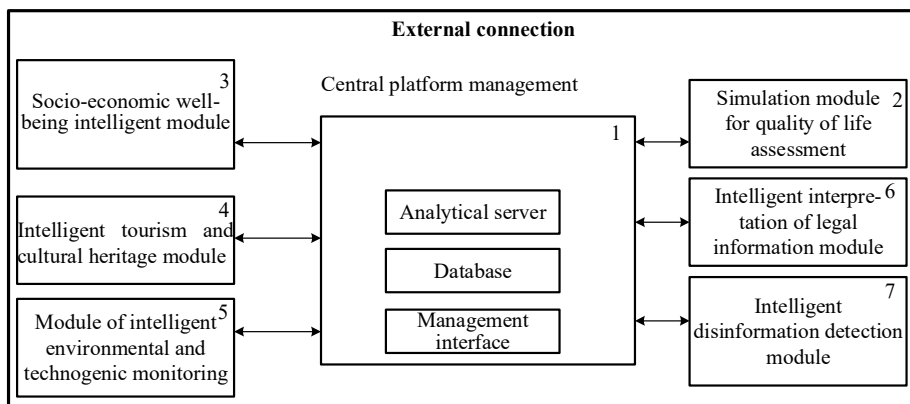 External connection
3
Socio-economic well-
being intelligent module
4
Intelligent tourism and
cultural heritage module
5
Module of intelligent
environmental and
technogenic monitoring
Central platform management
1
Analytical server
Database
Management
interface
2
Simulation module
for quality of life
assessment
6
Intelligent interpre-
tation of legal
information module
7
Intelligent
disinformation detection
module